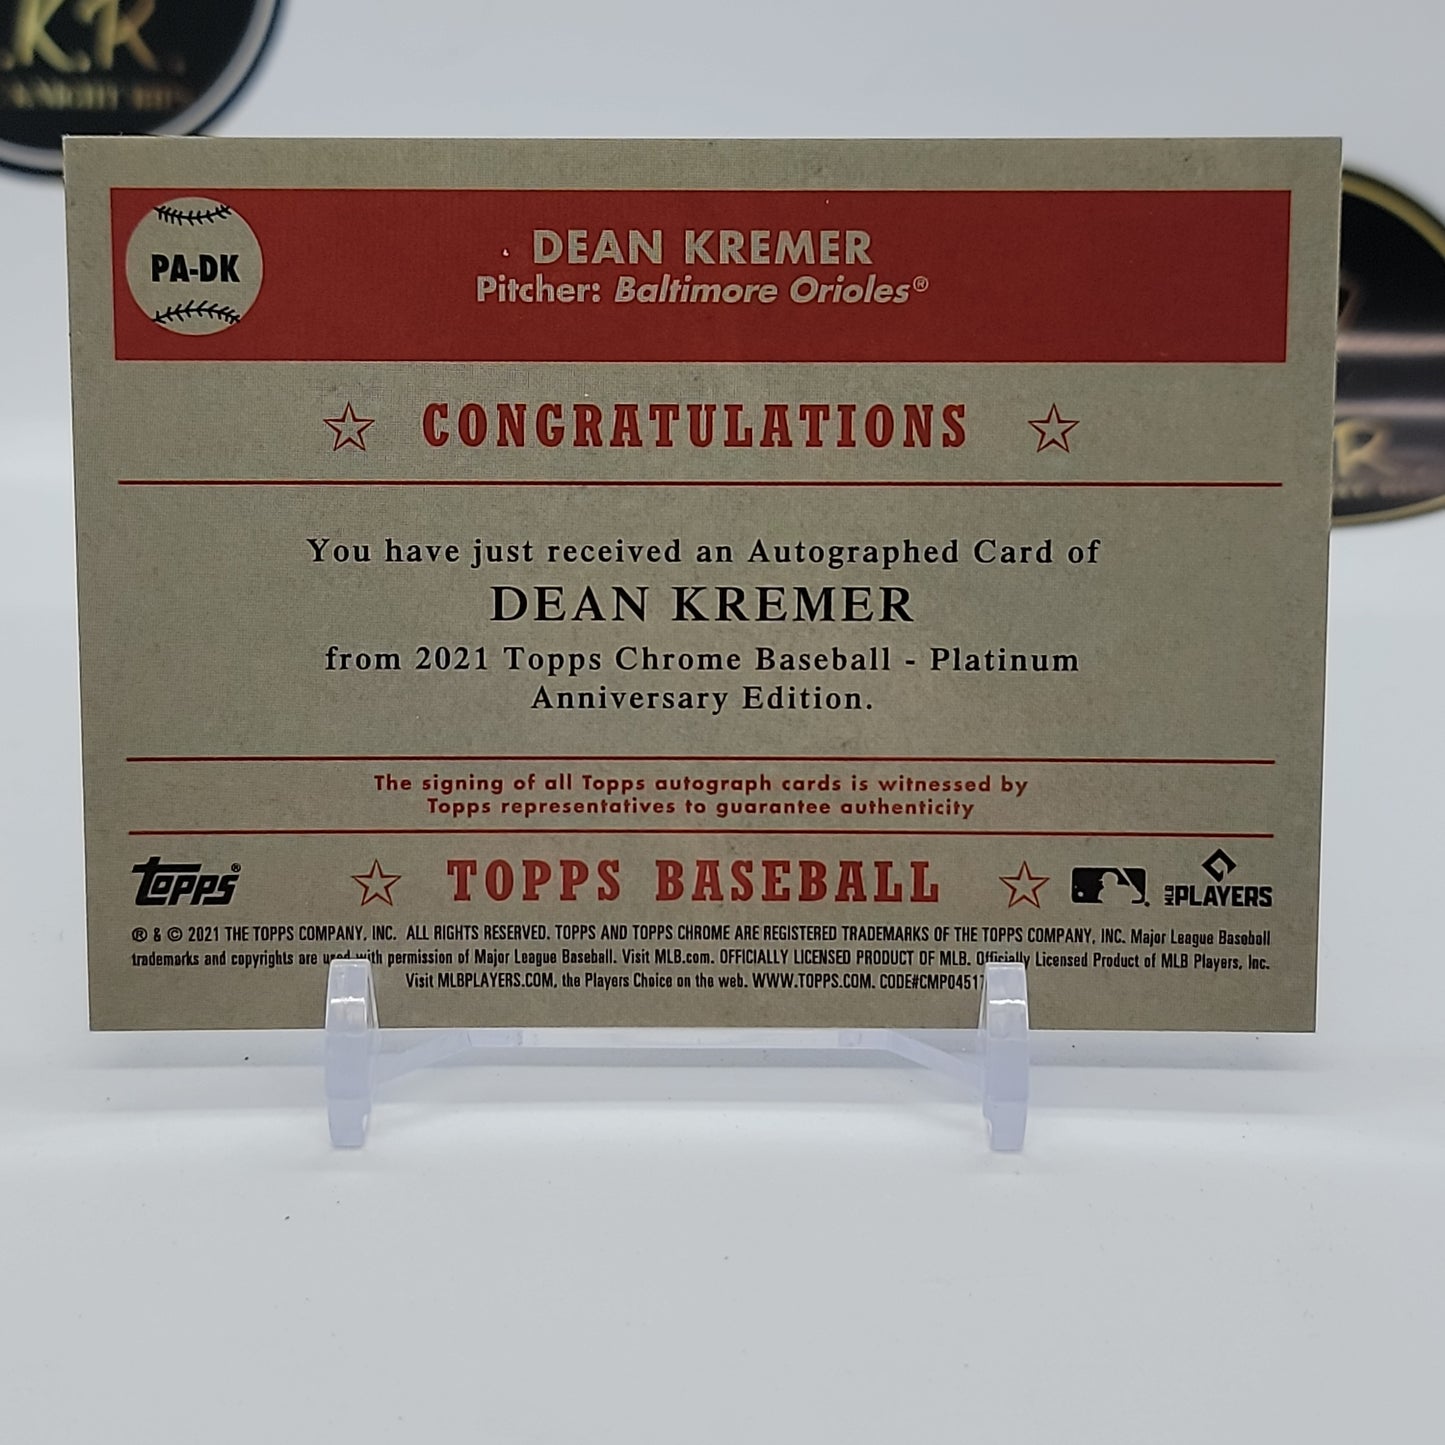 .K.R.
PA-DK
DEAN KREMER
Pitcher: Baltimore Orioles®
CONGRATULATIONS
You have just received an Autographed Card of
DEAN KREMER
from 2021 Topps Chrome Baseball - Platinum
Anniversary Edition.
The signing of all Topps autograph cards is witnessed by
Topps representatives to guarantee authenticity
Topps®
TOPPS BASEBALL
MLB PLAYERS
® & © 2021 THE TOPPS COMPANY, INC. ALL RIGHTS RESERVED. TOPPS AND TOPPS CHROME ARE REGISTERED TRADEMARKS OF THE TOPPS COMPANY, INC. Major League Baseball
trademarks and copyrights are used with permission of Major League Baseball. Visit MLB.com. OFFICIALLY LICENSED PRODUCT OF MLB. Officially Licensed Product of MLB Players, Inc.
Visit MLBPLAYERS.COM, the Players Choice on the web. WWW.TOPPS.COM. CODE#CMP04517